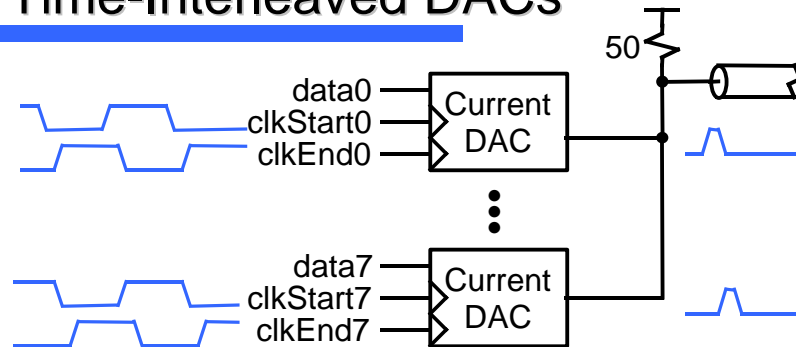 Time-Interleaved DACs
50
data0
clkStart0
clkEnd0
Current
DAC
data7
clkStart7
clkEnd7
Current
DAC